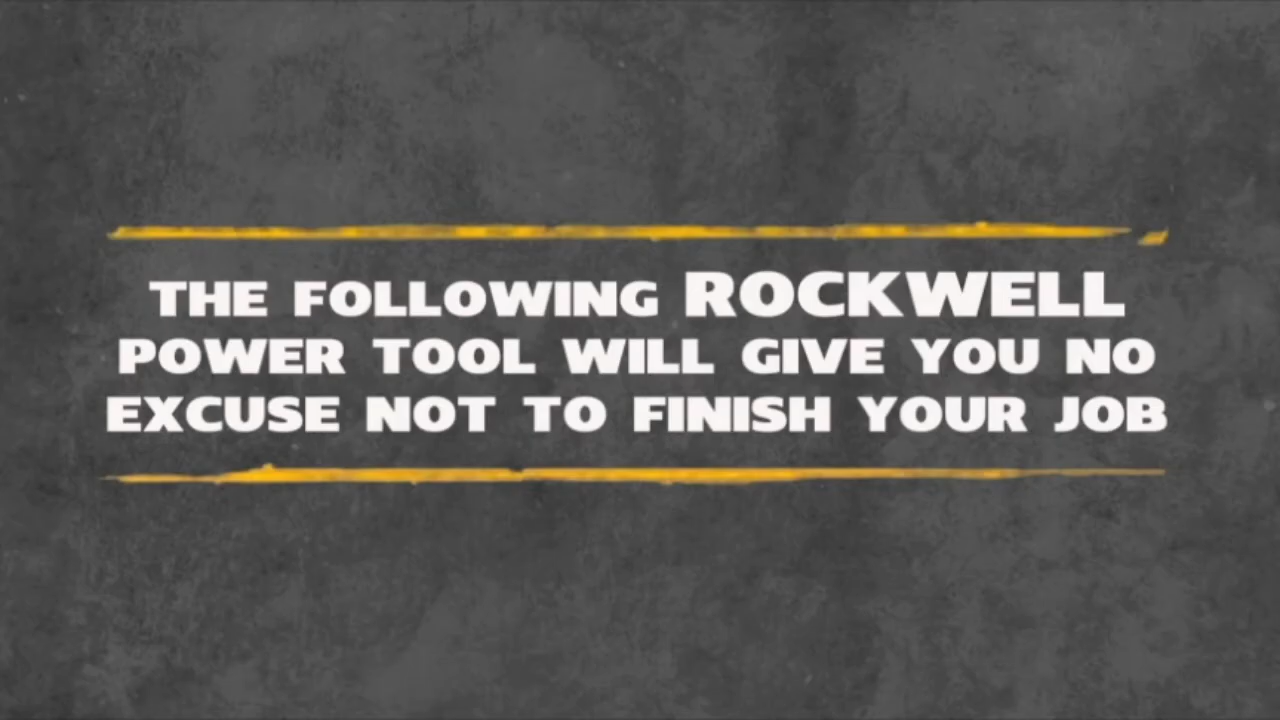 THE FOLLOWING ROCKWELL
POWER TOOL WILL GIVE YOU NO
EXCUSE NOT TO FINISH YOUR JOB